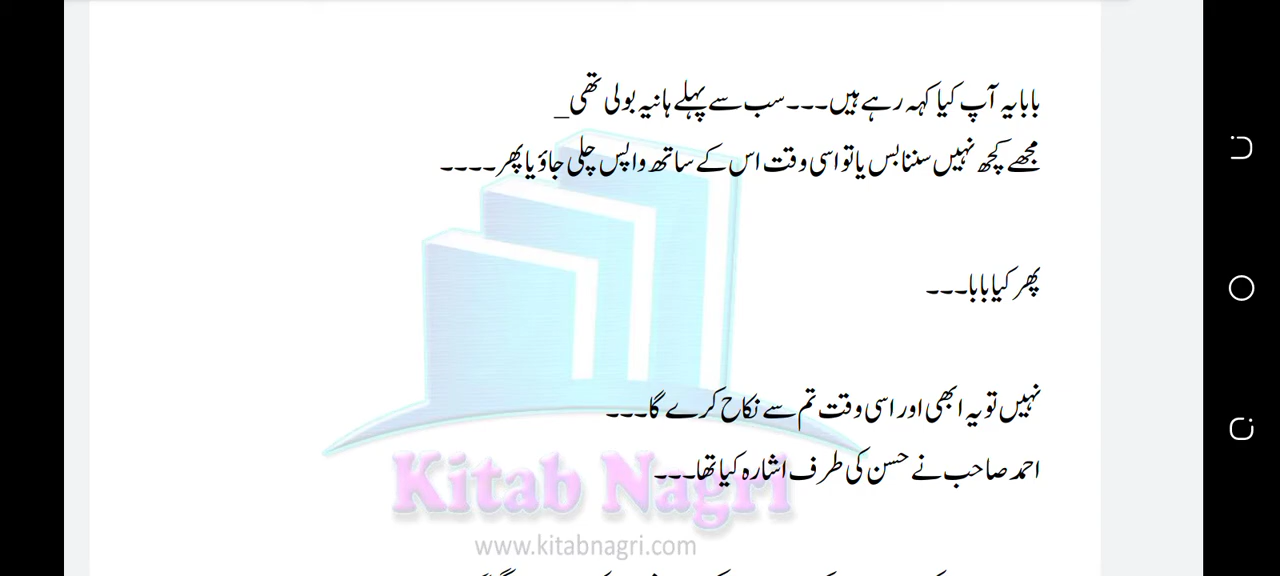 بابا یہ آپ کیا کہہ رہے ہیں۔۔۔ سب سے پہلے ہانیہ بولی تھی_
مجھے کچھ نہیں سننا بس یا تو اسی وقت اس کے ساتھ واپس چلی جاؤ یا پھر ۔۔۔۔
پھر کیا بابا۔۔۔
نہیں تو یہ ابھی اور اسی وقت تم سے نکاح کرے گا۔۔۔
احمد صاحب نے حسن کی طرف اشارہ کیا تھا۔۔۔
Kitab Nagri
www.kitabnagri.com